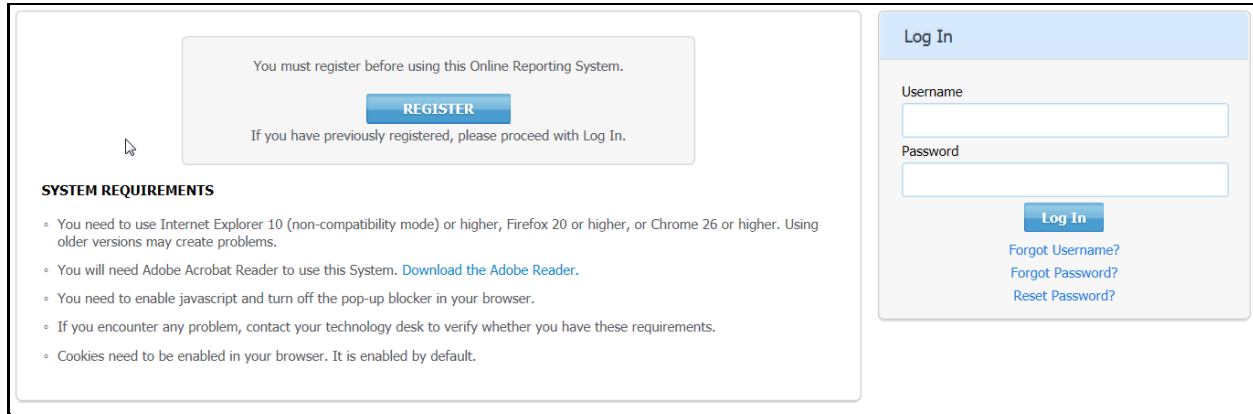 You must register before using this Online Reporting System.
REGISTER
If you have previously registered, please proceed with Log In.
SYSTEM REQUIREMENTS
◦ You need to use Internet Explorer 10 (non-compatibility mode) or higher, Firefox 20 or higher, or Chrome 26 or higher. Using
older versions may create problems.
◦ You will need Adobe Acrobat Reader to use this System. Download the Adobe Reader.
◦ You need to enable javascript and turn off the pop-up blocker in your browser.
◦ If you encounter any problem, contact your technology desk to verify whether you have these requirements.
◦ Cookies need to be enabled in your browser. It is enabled by default.
Log In
Username
Password
Log In
Forgot Username?
Forgot Password?
Reset Password?